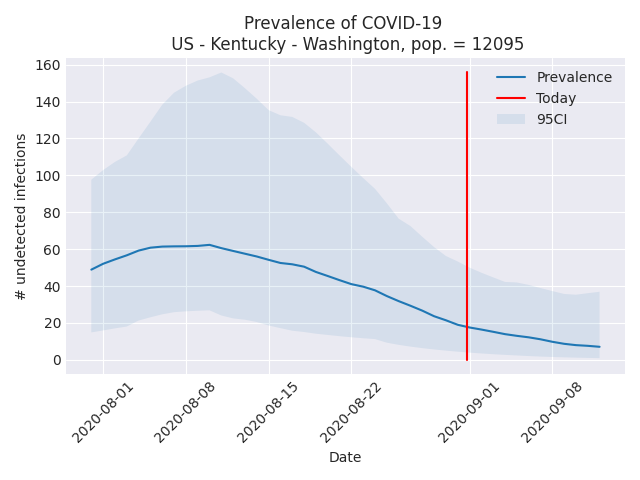 Prevalence of COVID-19
US - Kentucky - Washington, pop. = 12095
160
140
120
100
80
60
40
20
0
# undetected infections
Prevalence
Today
95CI
2020-08-01
2020-08-08
2020-08-15
2020-08-22
2020-09-01
2020-09-08
Date